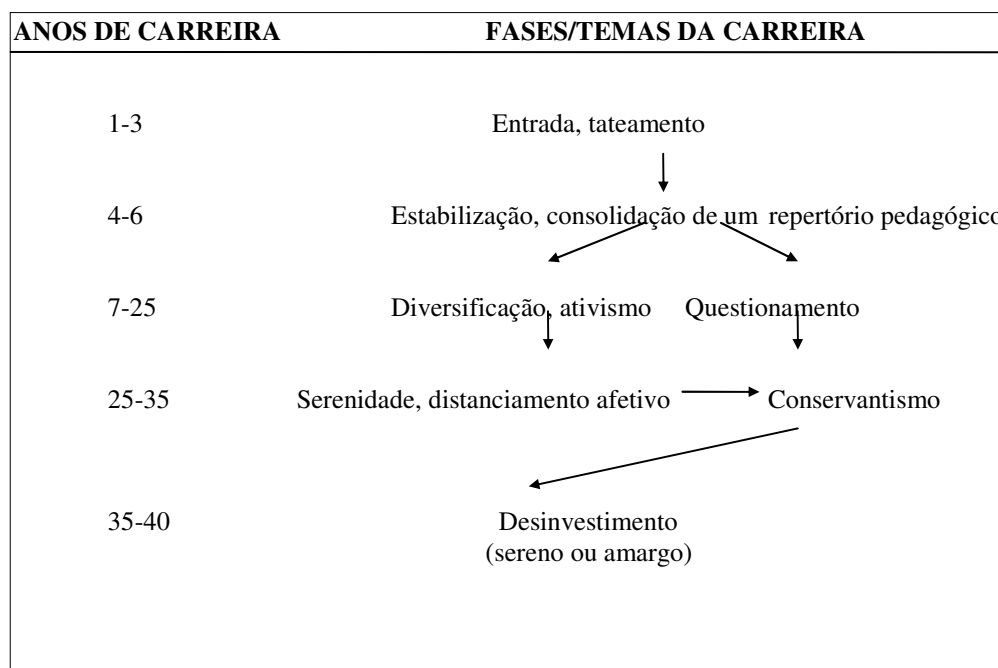 ANOS DE CARREIRA FASES/TEMAS DA CARREIRA
1-3 Entrada, tateamento
4-6 Estabilização, consolidação de um repertório pedagógico
7-25 Diversificação, ativismo Questionamento
25-35 Serenidade, distanciamento afetivo Conservantismo
35-40 Desinvestimento
(sereno ou amargo)